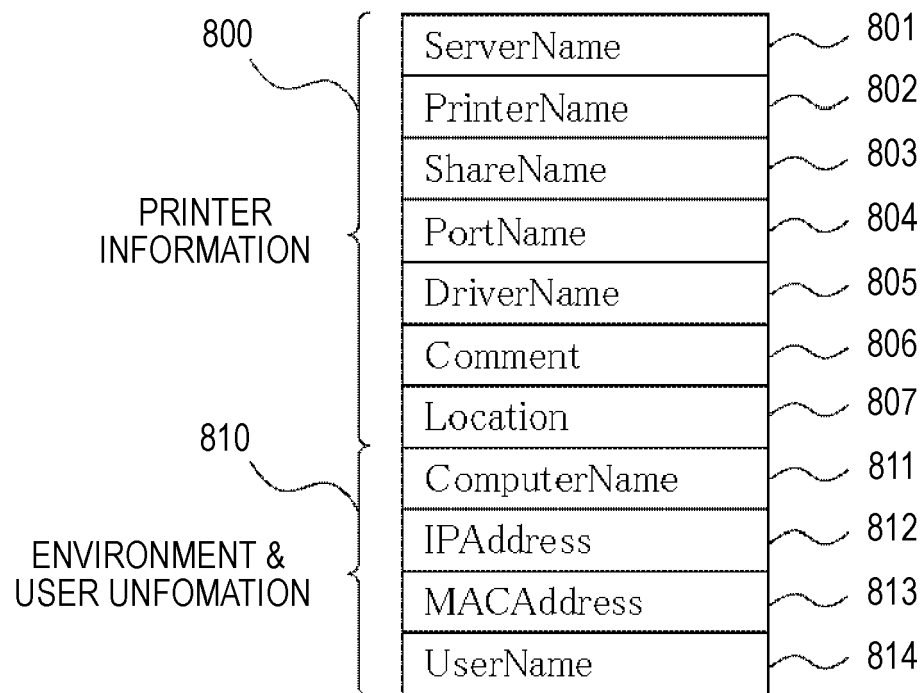 800
PRINTER
INFORMATION
ServerName 801
PrinterName 802
ShareName 803
PortName 804
DriverName 805
Comment 806
Location 807
810
ENVIRONMENT &
USER UNFOMATION
ComputerName 811
IPAddress 812
MACAddress 813
UserName 814